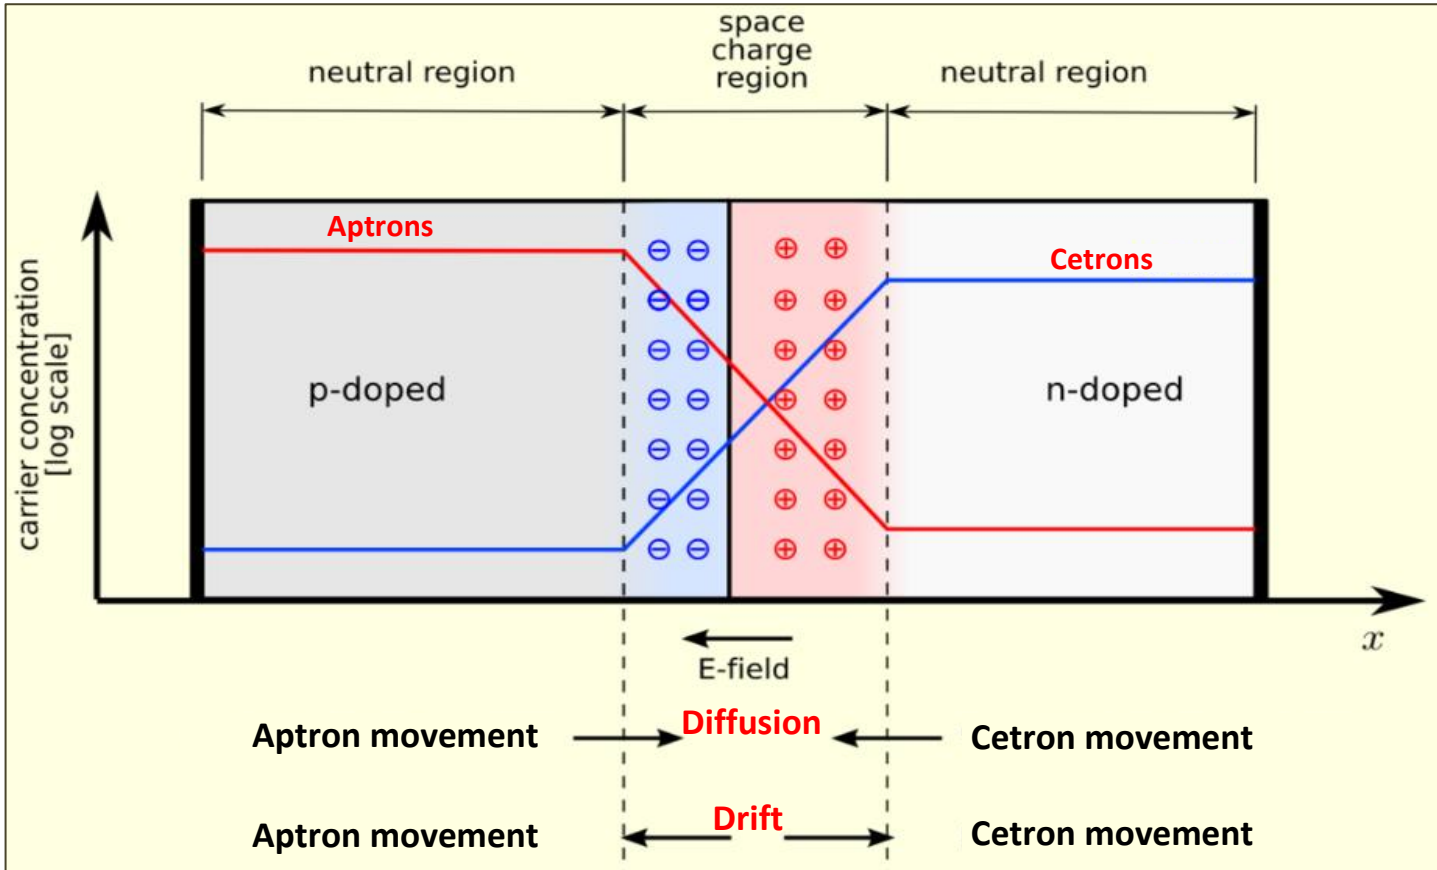 space
charge
region
neutral region
neutral region
Aptrons
Cetrons
carrier concentration
[log scale]
p-doped
n-doped
x
E-field
Aptron movement
Diffusion
Cetron movement
Aptron movement
Drift
Cetron movement